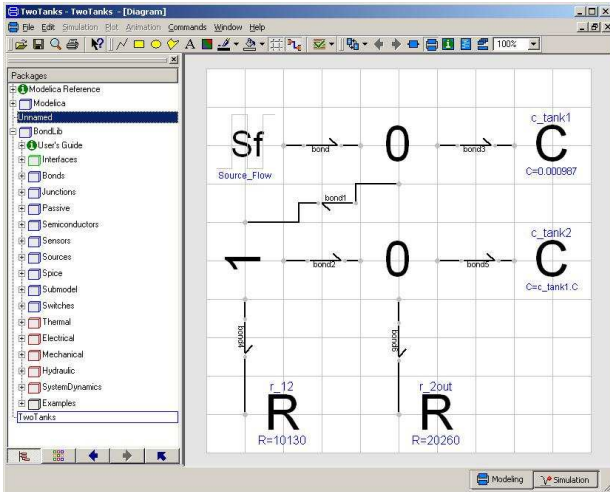 TwoTanks - TwoTanks - [Diagram]
File Edit Simulation Plot Animation Commands Window Help
A
100%
Packages
Modelica Reference
Modelica
Unnamed
BondLib
User's Guide
Interfaces
Bonds
Junctions
Passive
Semiconductors
Sensors
Sources
Spice
Submodel
Switches
Thermal
Electrical
Mechanical
Hydraulic
SystemDynamics
Examples
TwoTanks
c_tank1
Sf bond 0 bond3 C
Source_Flow
C=0.000987
bond1
c_tank2
1 bond2 0 bond5 C
C=c_tank1.C
bond4
bond6
r_12
r_2out
R
R
R=10130
R=20260
Modeling Simulation